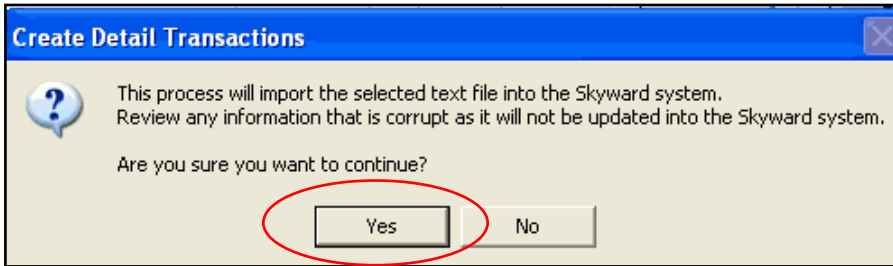 Create Detail Transactions
This process will import the selected text file into the Skyward system.
Review any information that is corrupt as it will not be updated into the Skyward system.
Are you sure you want to continue?
Yes No